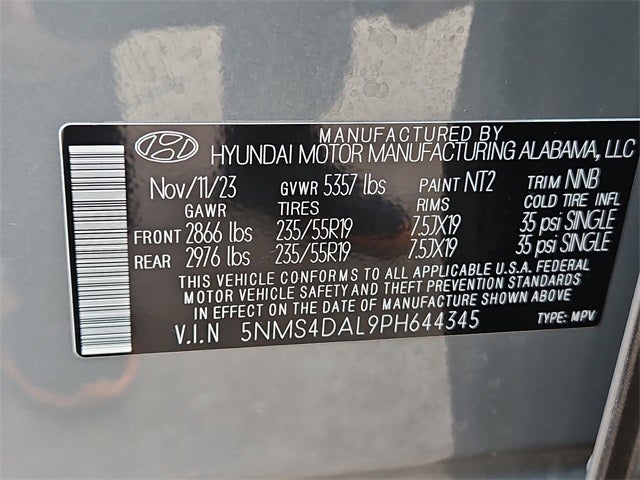 MANUFACTURED BY
HYUNDAI MOTOR MANUFACTURING ALABAMA, LLC
Nov/11/23 GVWR 5357 lbs PAINT NT2 TRIM NNB
GAWR TIRES RIMS COLD TIRE INFL
FRONT 2866 lbs 235/55R19 7.5JX19 35 psi SINGLE
REAR 2976 lbs 235/55R19 7.5JX19 35 psi SINGLE
THIS VEHICLE CONFORMS TO ALL APPLICABLE U.S.A. FEDERAL
MOTOR VEHICLE SAFETY AND THEFT PREVENTION STANDARDS
IN EFFECT ON THE DATE OF MANUFACTURE SHOWN ABOVE
V.I.N 5NMS4DAL9PH644345 TYPE: MPV